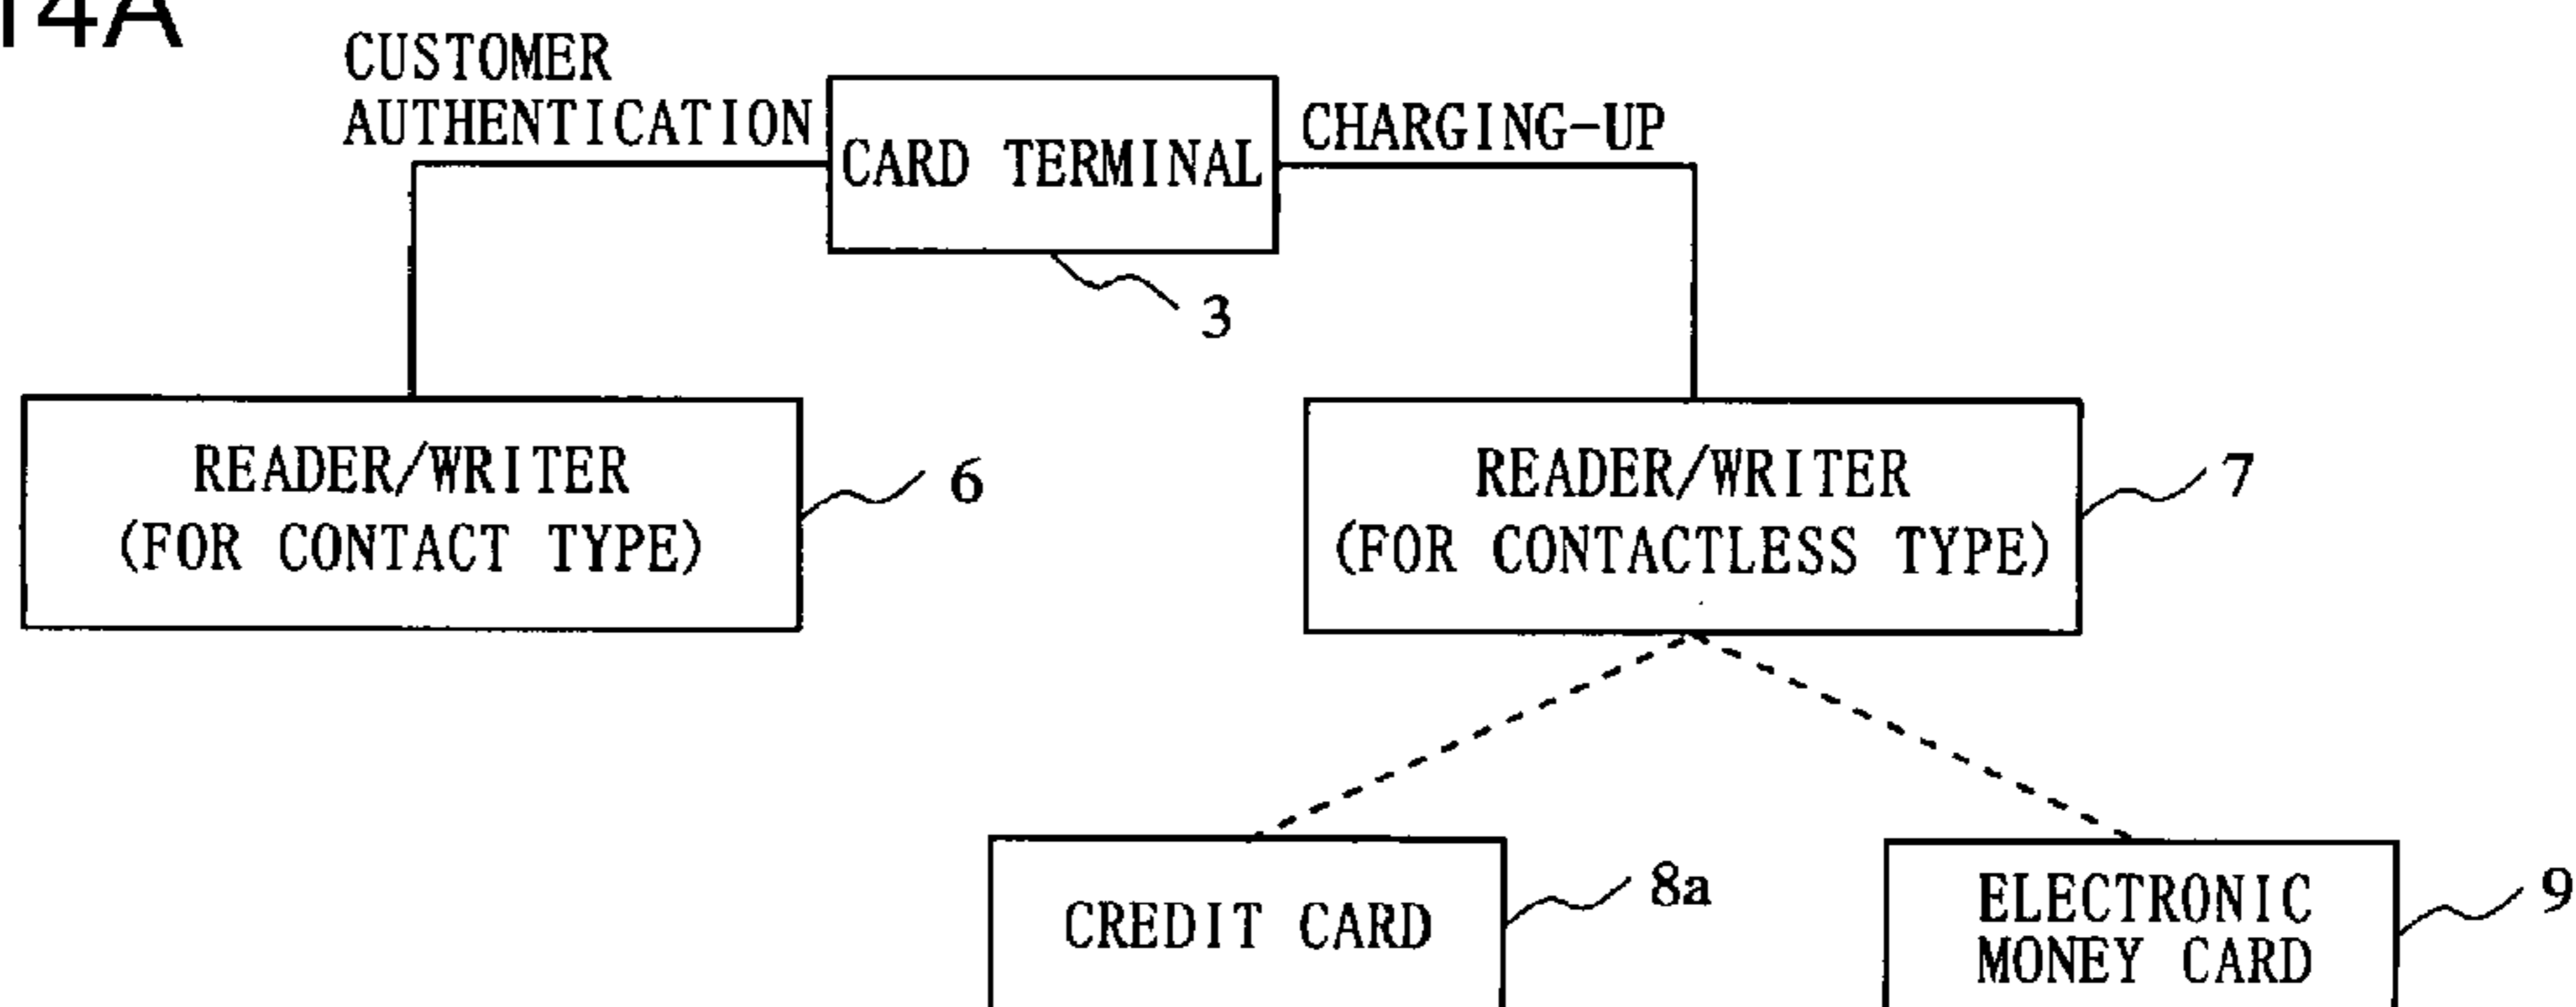 14A
CUSTOMER
AUTHENTICATION
CARD TERMINAL
CHARGING-UP
3
READER/WRITER
(FOR CONTACT TYPE)
6
READER/WRITER
(FOR CONTACTLESS TYPE)
7
CREDIT CARD
8a
ELECTRONIC
MONEY CARD
9